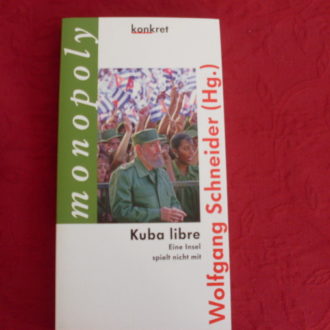 monopoly
konkret
Wolfgang Schneider (Hg.)
Kuba libre
Eine Insel
spielt nicht mit